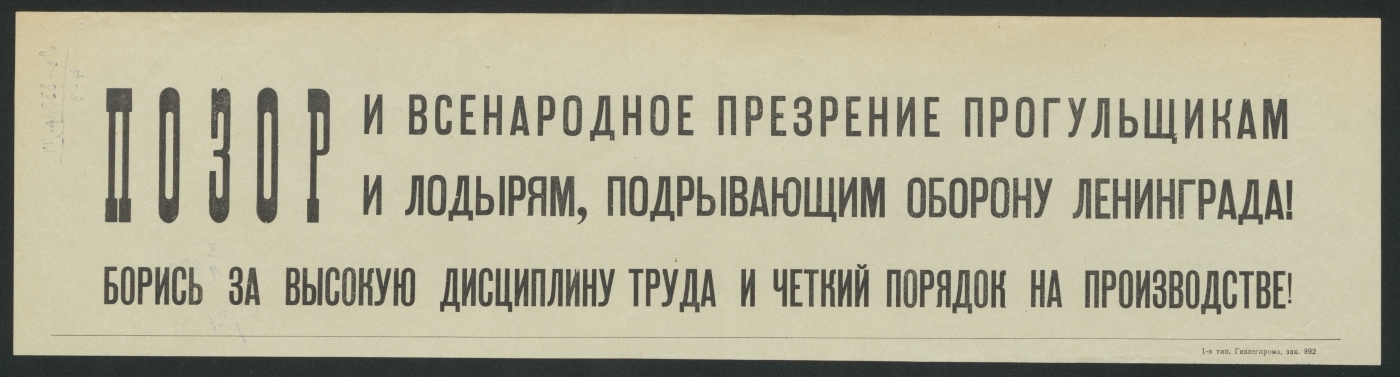 ПОЗОР И ВСЕНАРОДНОЕ ПРЕЗРЕНИЕ ПРОГУЛЬЩИКАМ
И ЛОДЫРЯМ, ПОДРЫВАЮЩИМ ОБОРОНУ ЛЕНИНГРАДА!
БОРИСЬ ЗА ВЫСОКУЮ ДИСЦИПЛИНУ ТРУДА И ЧЕТКИЙ ПОРЯДОК НА ПРОИЗВОДСТВЕ!
1-я тип. Гизлегпрома, зак. 892